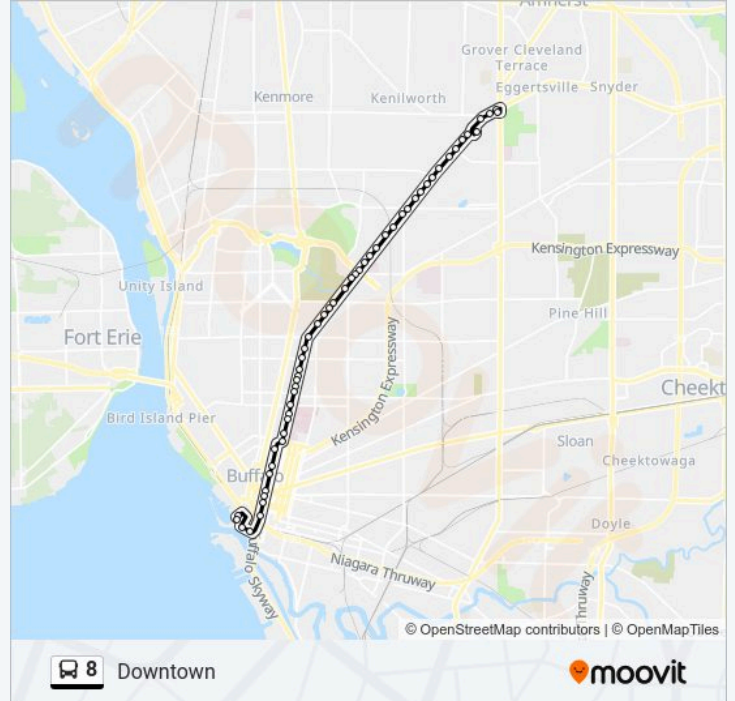 Amherst
Grover Cleveland
Terrace
Eggertsville
Snyder
Kenmore
Kenilworth
Kensington Expressway
Unity Island
Pine Hill
Fort Erie
Kensington Expressway
Cheekt
Bird Island Pier
Sloan
Cheektowaga
Buffalo
Doyle
Niagara Thruway
uffalo Skyway
Thruway
© OpenStreetMap contributors | © OpenMapTiles
8 Downtown
moovit